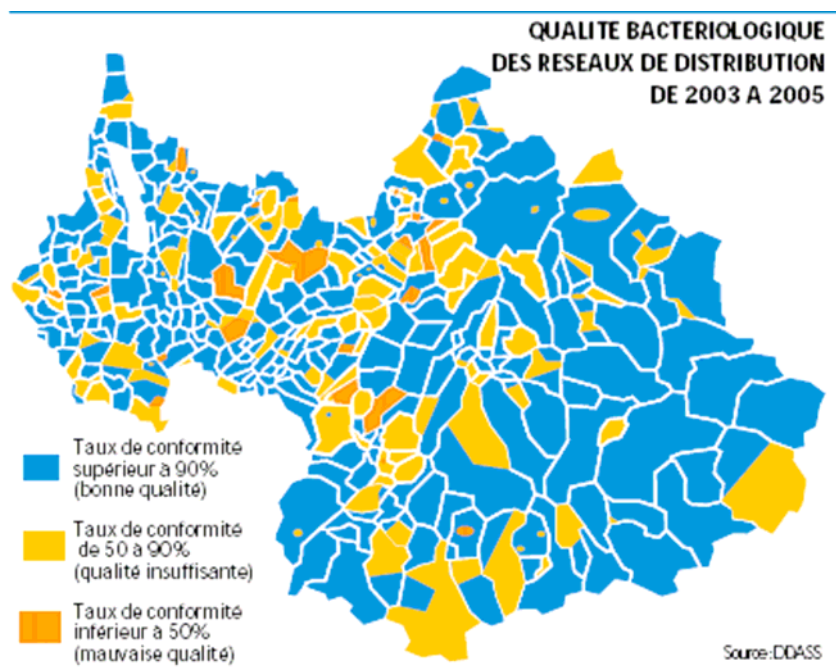 QUALITE BACTERIOLOGIQUE
DES RESEAUX DE DISTRIBUTION
DE 2003 A 2005
Taux de conformité
supérieur à 90%
(bonne qualité)
Taux de conformité
de 50 à 90%
(qualité insuffisante)
Taux de conformité
inférieur à 50%
(mauvaise qualité)
Source: DDASS